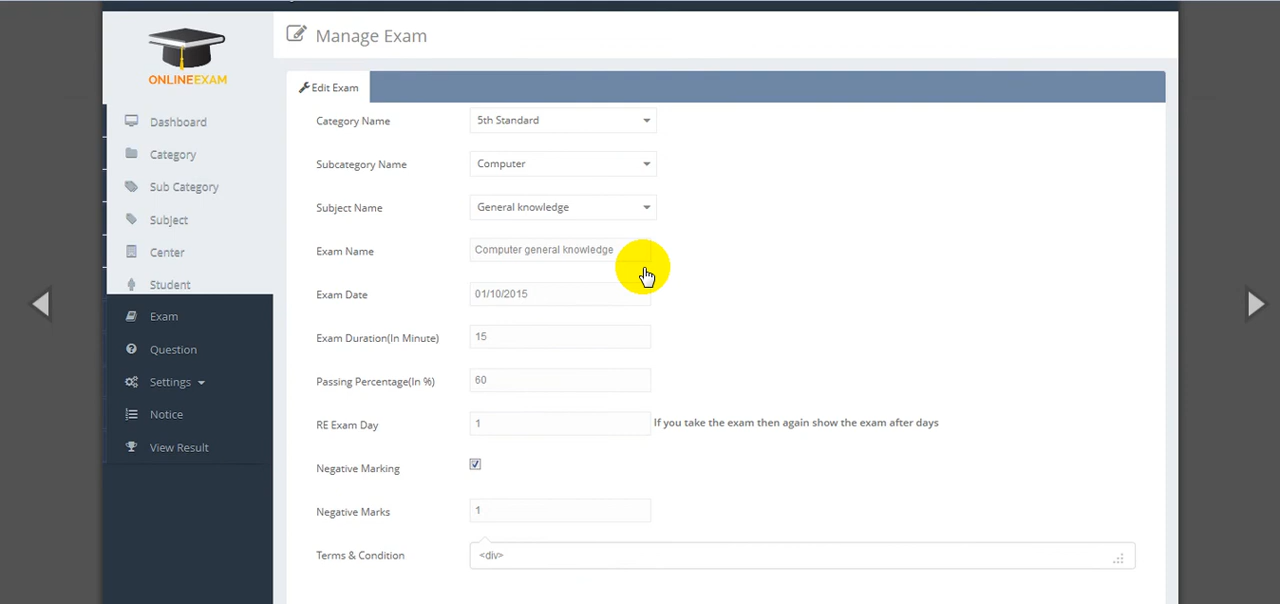 Manage Exam
ONLINEEXAM
Edit Exam
Dashboard
Category
Sub Category
Subject
Center
Student
Exam
Question
Settings
Notice
View Result
Category Name 5th Standard
Subcategory Name Computer
Subject Name General knowledge
Exam Name Computer general knowledge
Exam Date 01/10/2015
Exam Duration(In Minute) 15
Passing Percentage(In %) 60
RE Exam Day 1 If you take the exam then again show the exam after days
Negative Marking
Negative Marks 1
Terms & Condition <div>